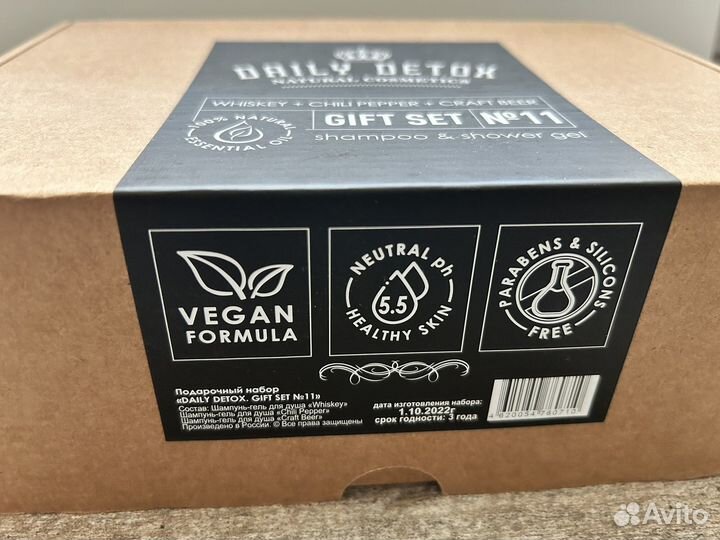 DAILY DETOX
NATURAL COSMETICS
WHISKEY + CHILI PEPPER + CRAFT BEER
GIFT SET №11
shampoo & shower gel
100% NATURAL
ESSENTIAL OIL
VEGAN
FORMULA
NEUTRAL ph
5.5
HEALTHY SKIN
PARABENS & SILICONS
FREE
Подарочный набор
«DAILY DETOX. GIFT SET №11»
Состав: Шампунь-гель для душа «Whiskey»
Шампунь-гель для душа «Chili Pepper»
Шампунь-гель для душа «Craft Beer»
Произведено в России. © Все права защищены
дата изготовления набора:
1.10.2022г
срок годности: 3 года
4620054760710
Avito